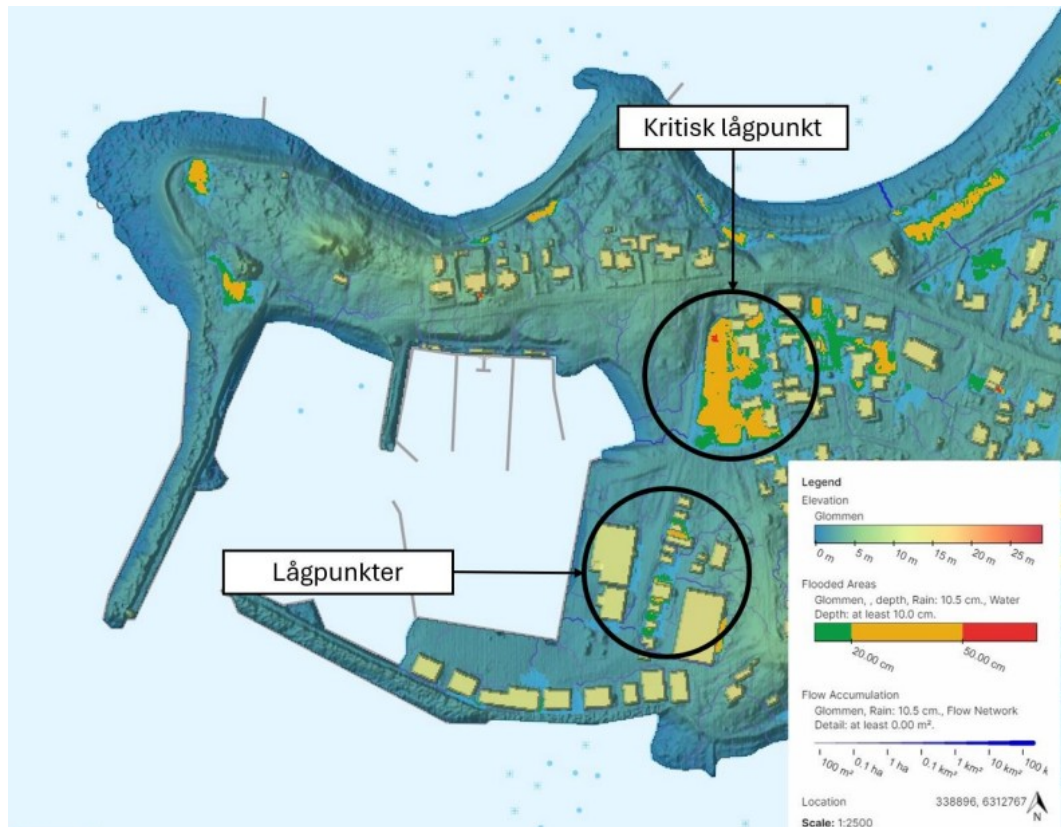 Kritisk lågpunkt
Lågpunkter
Legend
Elevation
Glommen
0 m 5 m 10 m 15 m 20 m 25 m
Flooded Areas
Glommen, , depth, Rain: 10.5 cm., Water
Depth: at least 10.0 cm.
20.00 cm 50.00 cm
Flow Accumulation
Glommen, Rain: 10.5 cm., Flow Network
Detail: at least 0.00 m².
100 m² 0.1 ha 1 ha 0.1 km² 1 km² 10 km² 100 k
Location 338896, 6312767
N
Scale: 1:2500